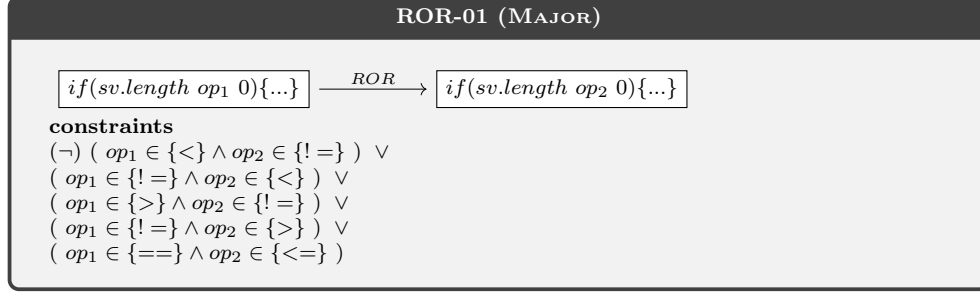 ROR-01 (Major)
if(sv.length op₁ 0){...} ROR if(sv.length op₂ 0){...}
constraints
(¬) ( op₁ ∈ {<} ∧ op₂ ∈ {! =} ) ∨
( op₁ ∈ {! =} ∧ op₂ ∈ {<} ) ∨
( op₁ ∈ {>} ∧ op₂ ∈ {! =} ) ∨
( op₁ ∈ {! =} ∧ op₂ ∈ {>} ) ∨
( op₁ ∈ {==} ∧ op₂ ∈ {<=} )